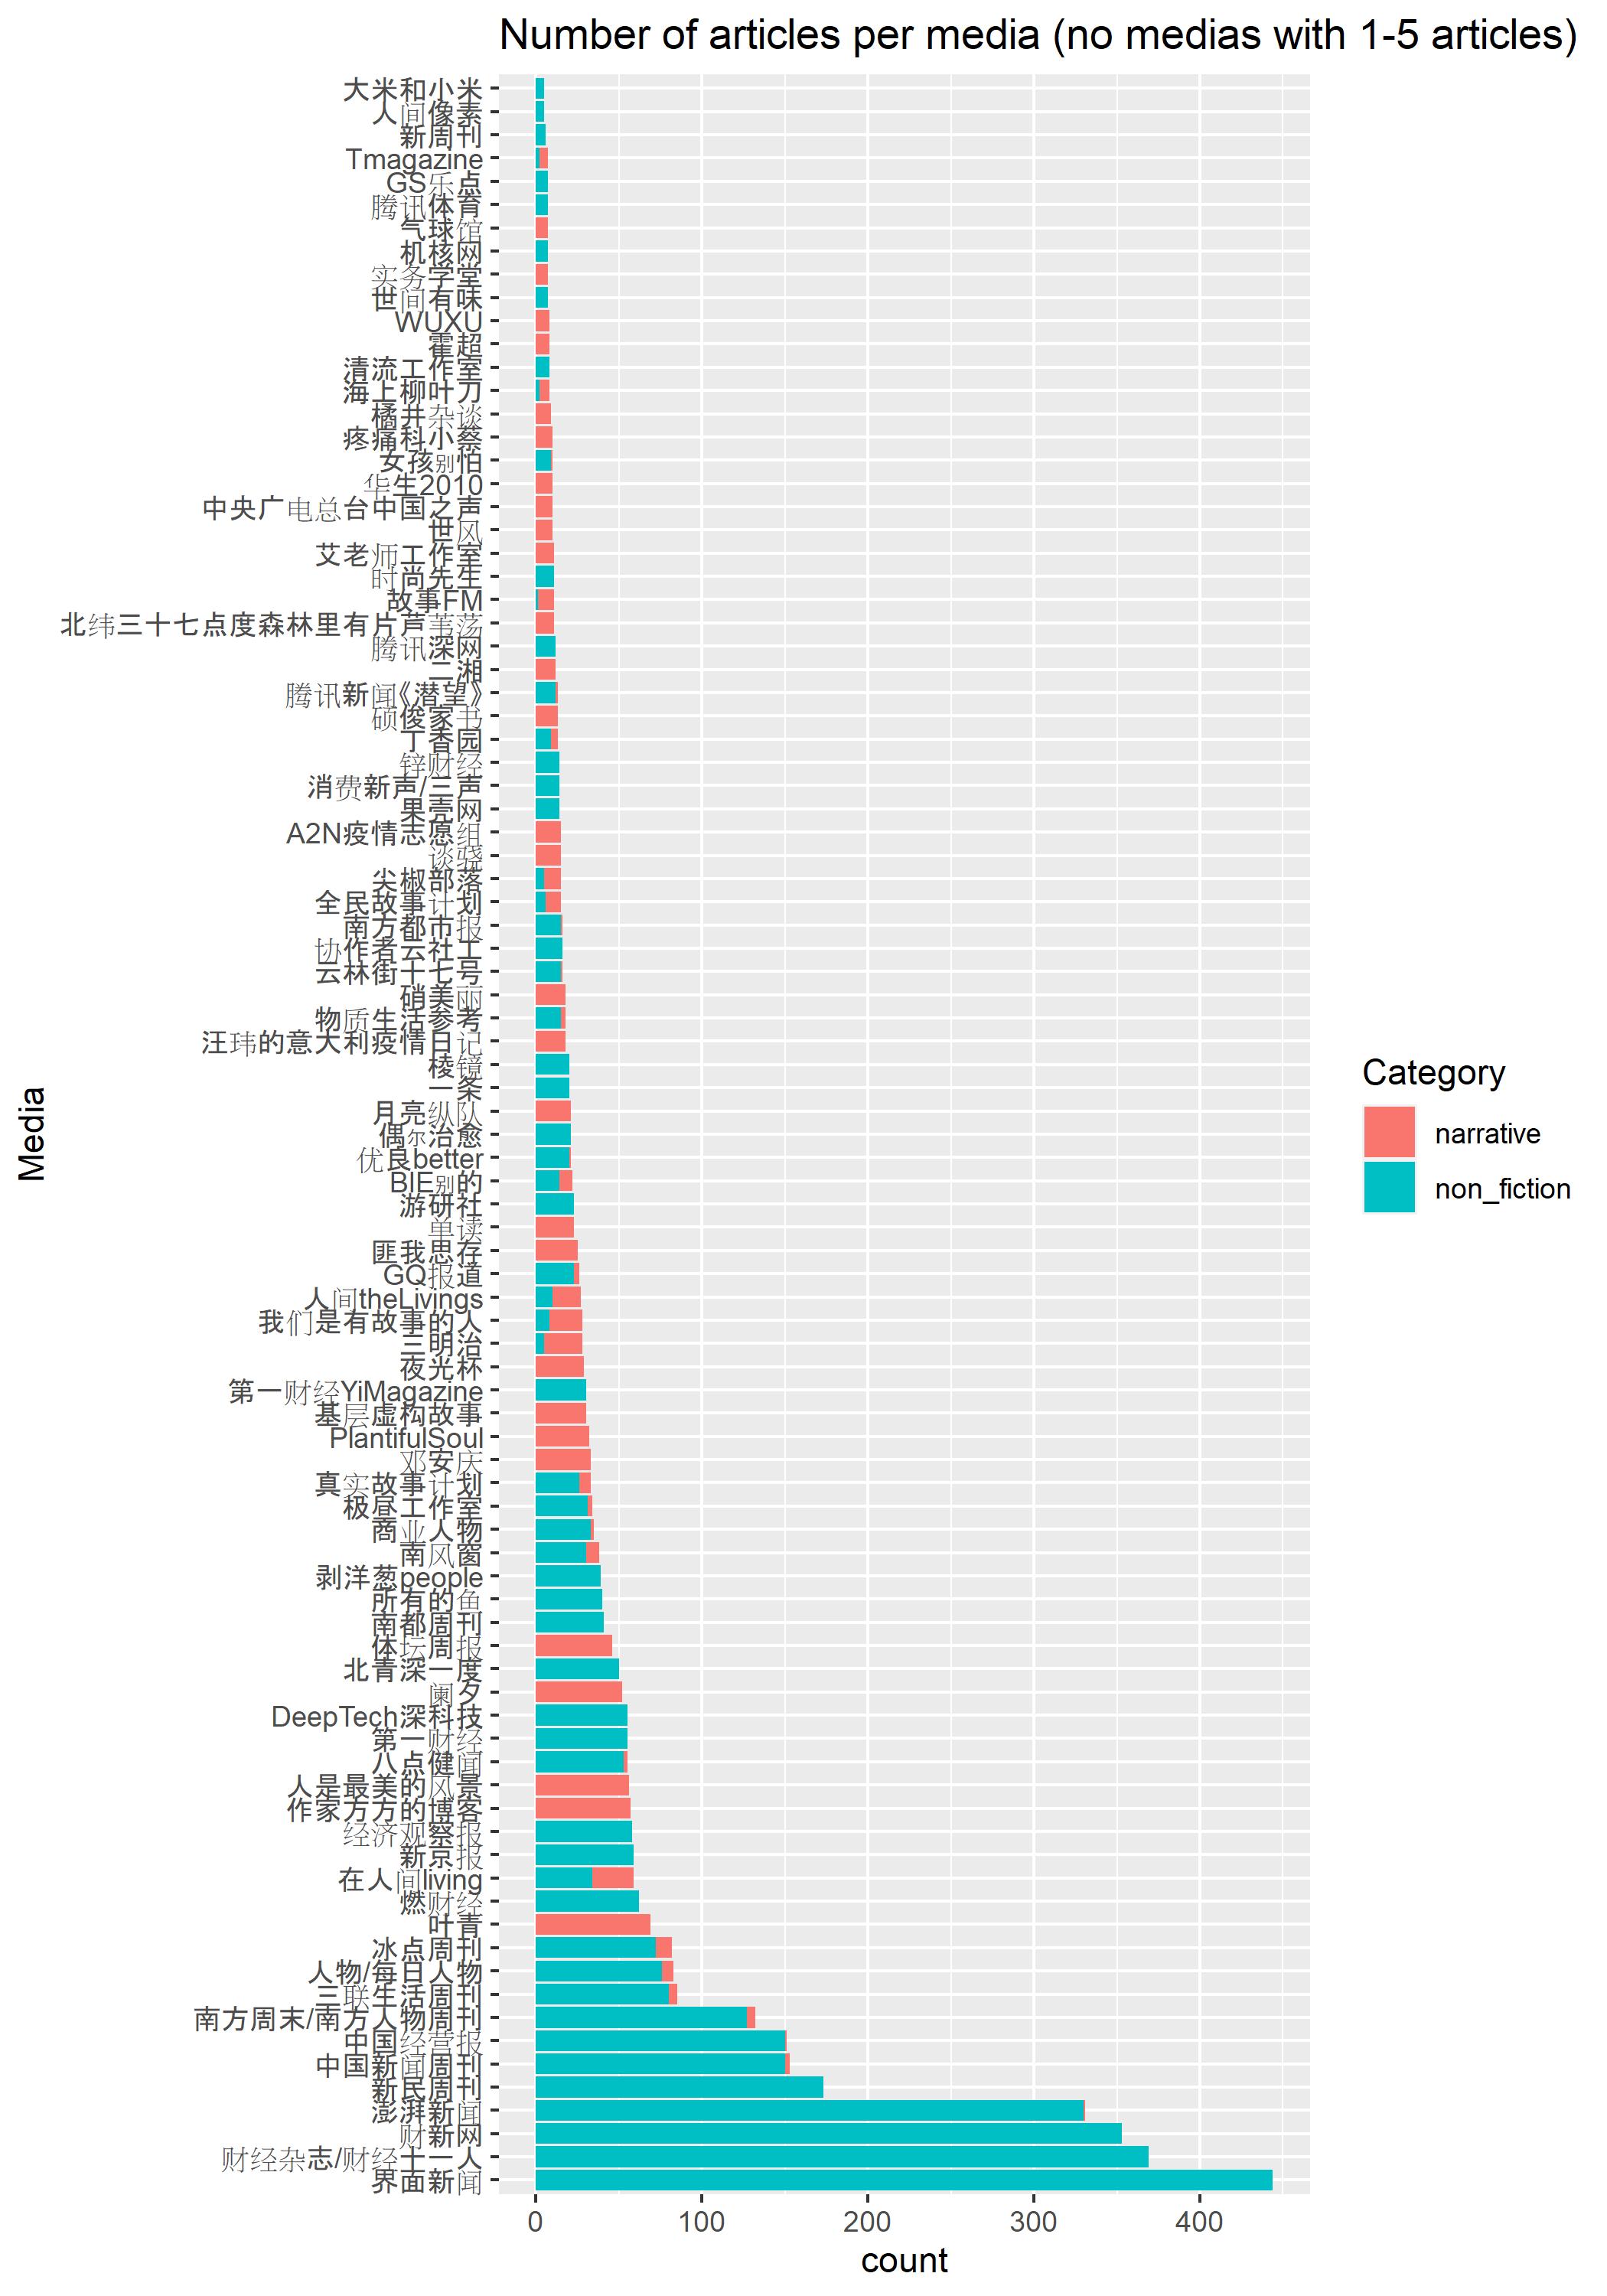 Number of articles per media (no medias with 1-5 articles)
大米和小米
人间像素
新周刊
Tmagazine
GS乐点
腾讯体育
气球馆
机核网
实务学堂
世间有味
WUXU
霍超
清流工作室
海上柳叶刀
橘井杂谈
疼痛科小蔡
女孩别怕
华生2010
中央广电总台中国之声
世风
艾老师工作室
时尚先生
故事FM
北纬三十七点度森林里有片芦苇荡
腾讯深网
二湘
腾讯新闻《潜望》
硕俊家书
丁香园
锌财经
消费新声/三声
果壳网
A2N疫情志愿组
谈骁
尖椒部落
全民故事计划
南方都市报
协作者云社工
云林街十七号
硝美丽
物质生活参考
汪玮的意大利疫情日记
棱镜
一条
月亮纵队
偶尔治愈
优良better
BIE别的
游研社
单读
匪我思存
GQ报道
人间theLivings
我们是有故事的人
三明治
夜光杯
第一财经YiMagazine
基层虚构故事
PlantifulSoul
邓安庆
真实故事计划
极昼工作室
商业人物
南风窗
剥洋葱people
所有的鱼
南都周刊
体坛周报
北青深一度
阑夕
DeepTech深科技
第一财经
八点健闻
人是最美的风景
作家方方的博客
经济观察报
新京报
在人间living
燃财经
叶青
冰点周刊
人物/每日人物
三联生活周刊
南方周末/南方人物周刊
中国经营报
中国新闻周刊
新民周刊
澎湃新闻
财新网
财经杂志/财经十一人
界面新闻
0 100 200 300 400
count
Media
Category
narrative
non_fiction